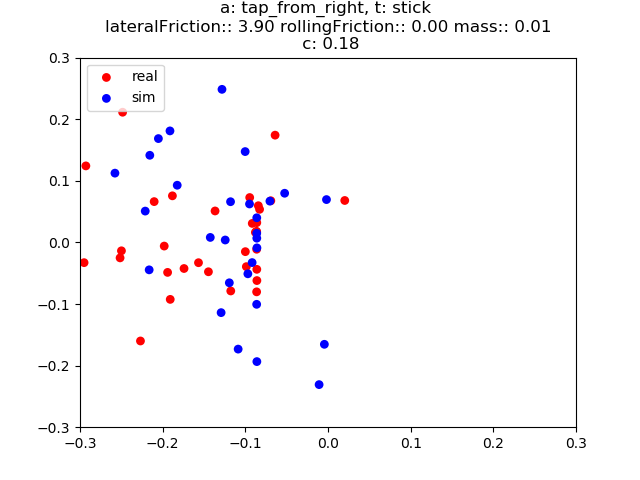 a: tap_from_right, t: stick
lateralFriction:: 3.90 rollingFriction:: 0.00 mass:: 0.01
c: 0.18
real
sim
0.3
0.2
0.1
0.0
−0.1
−0.2
−0.3
−0.3 −0.2 −0.1 0.0 0.1 0.2 0.3